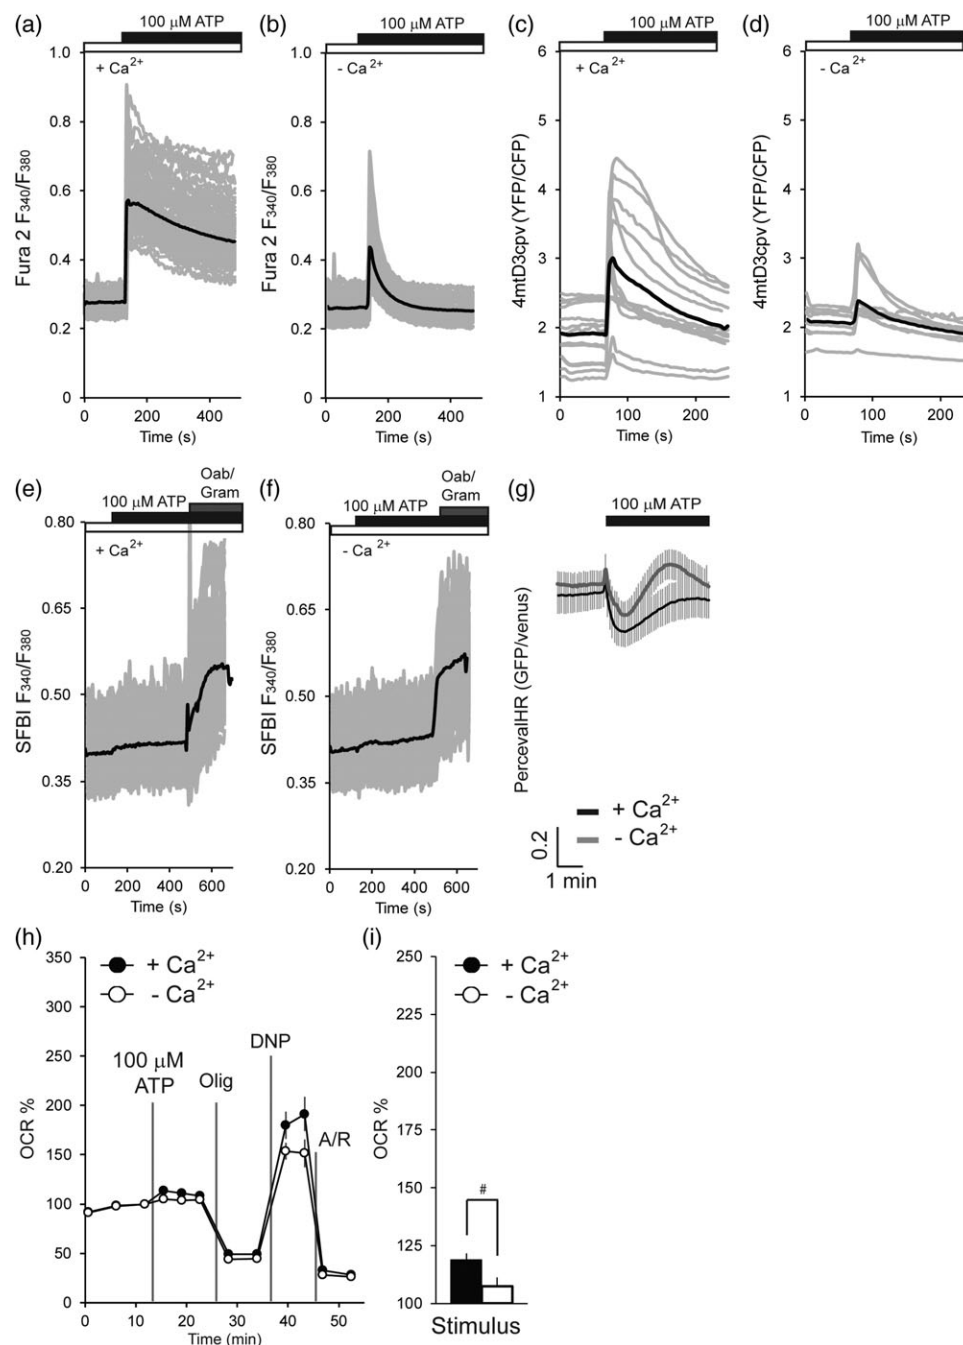 (a)
100 μM ATP
+ Ca2+
Fura 2 F340/F380
1.0
0.8
0.6
0.4
0.2
0
0 200 400
Time (s)
(b)
100 μM ATP
- Ca2+
Fura 2 F340/F380
1.0
0.8
0.6
0.4
0.2
0
0 200 400
Time (s)
(c)
100 μM ATP
+ Ca2+
4mtD3cpv (YFP/CFP)
6
5
4
3
2
1
0 100 200
Time (s)
(d)
100 μM ATP
- Ca2+
4mtD3cpv (YFP/CFP)
6
5
4
3
2
1
0 100 200
Time (s)
(e)
Oab/
Gram
100 μM ATP
+ Ca2+
SFBI F340/F380
0.80
0.65
0.50
0.35
0.20
0 200 400 600
Time (s)
(f)
Oab/
Gram
100 μM ATP
- Ca2+
SFBI F340/F380
0.80
0.65
0.50
0.35
0.20
0 200 400 600
Time (s)
(g)
100 μM ATP
PercevalHR (GFP/venus)
+ Ca2+
- Ca2+
0.2
1 min
(h)
+ Ca2+
- Ca2+
OCR %
350
300
250
200
150
100
50
0
100 μM
ATP
Olig
DNP
A/R
0 10 20 30 40 50
Time (min)
(i)
+ Ca2+
- Ca2+
OCR %
250
225
200
175
150
125
100
#
Stimulus